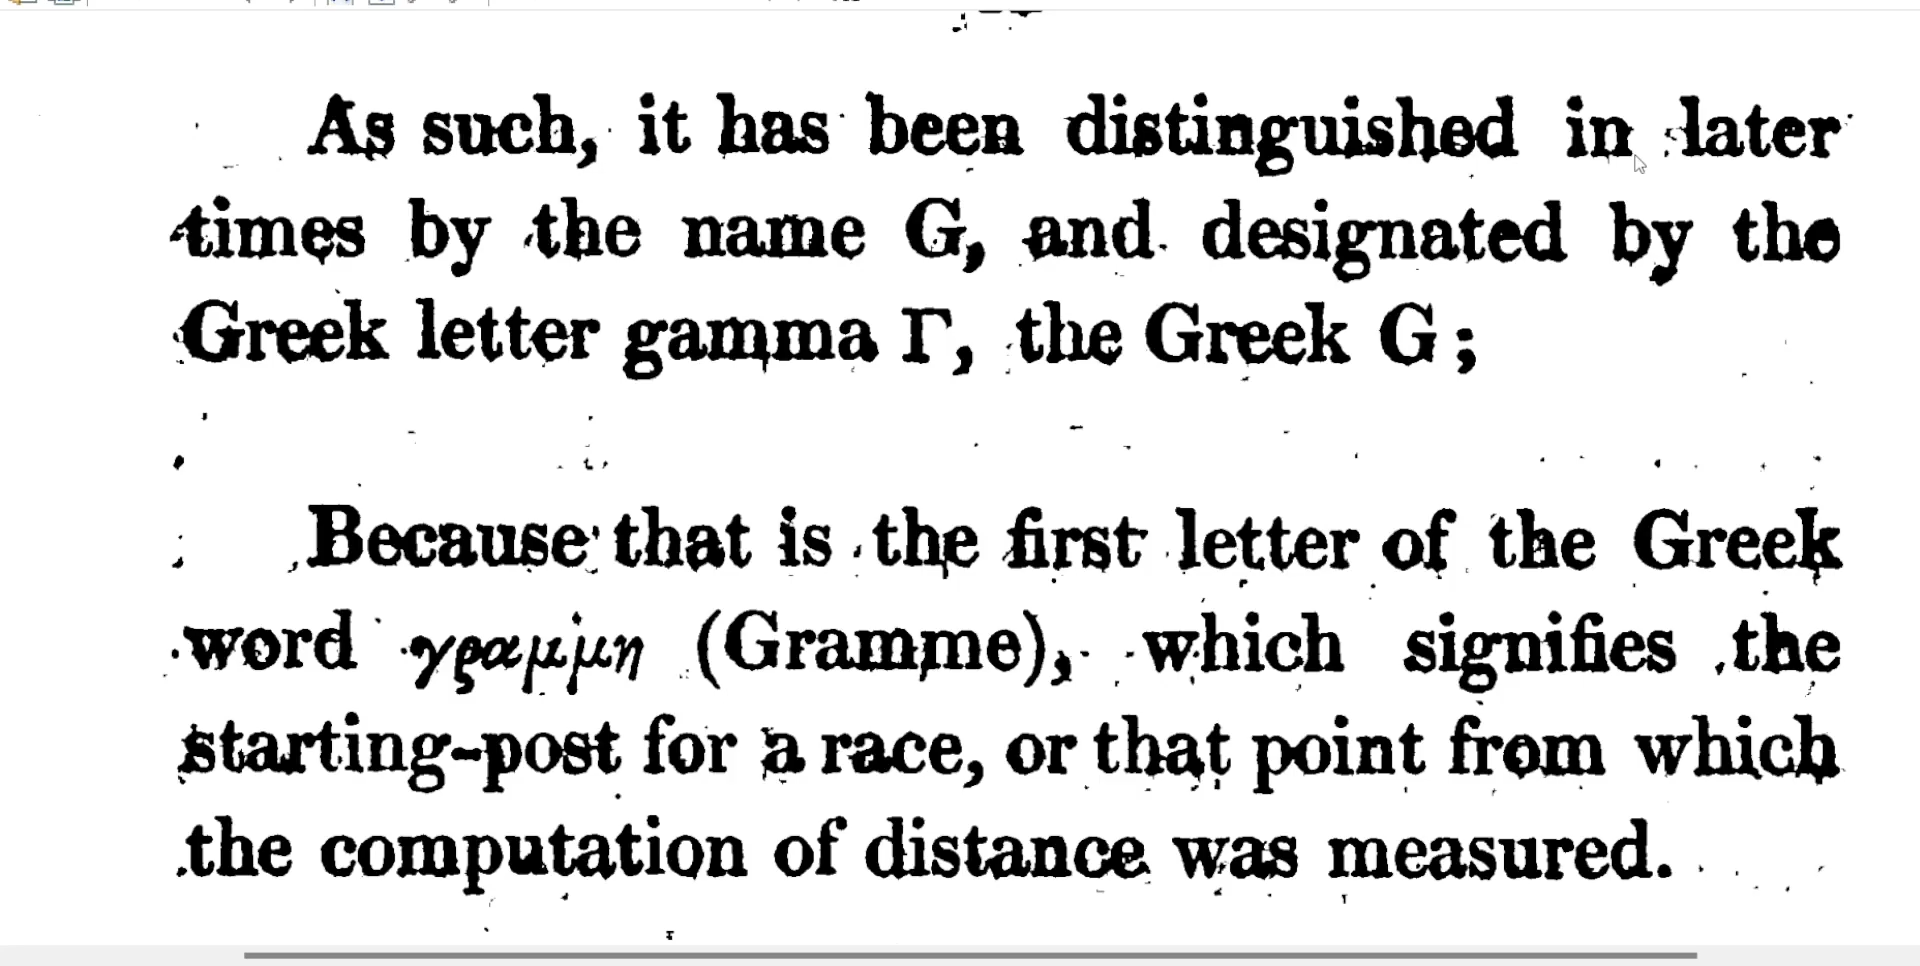 As such, it has been distinguished in later
times by the name G, and designated by the
Greek letter gamma Γ, the Greek G;
Because that is the first letter of the Greek
word γραμμη (Gramme), which signifies the
starting-post for a race, or that point from which
the computation of distance was measured.